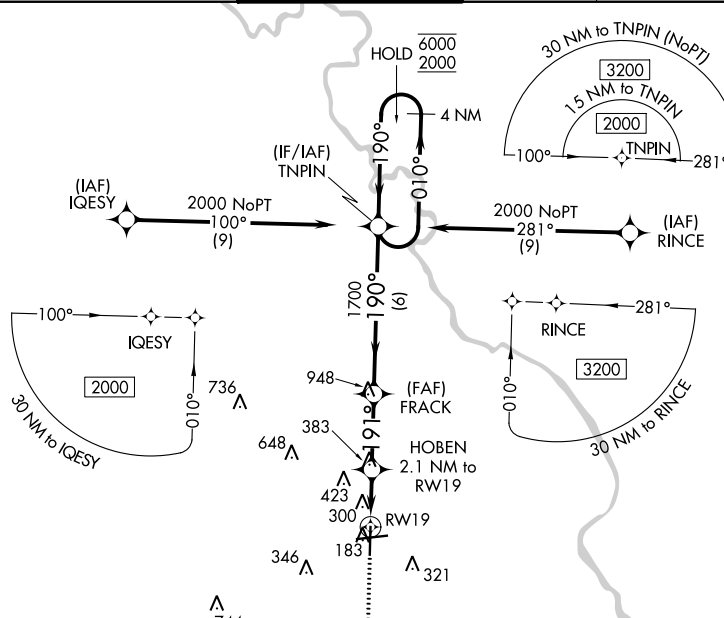 HOLD
6000
2000
4 NM
190°
010°
30 NM to TNPIN (NoPT)
3200
15 NM to TNPIN
2000
TNPIN
100°
281°
(IF/IAF)
TNPIN
(IAF)
IQESY
2000 NoPT
100°
(9)
2000 NoPT
281°
(9)
(IAF)
RINCE
1700
190°
(6)
100°
IQESY
2000
010°
30 NM to IQESY
281°
RINCE
3200
010°
30 NM to RINCE
736
948
(FAF)
FRACK
191°
648
383
HOBEN
2.1 NM to
RW19
423
300
RW19
183
346
321